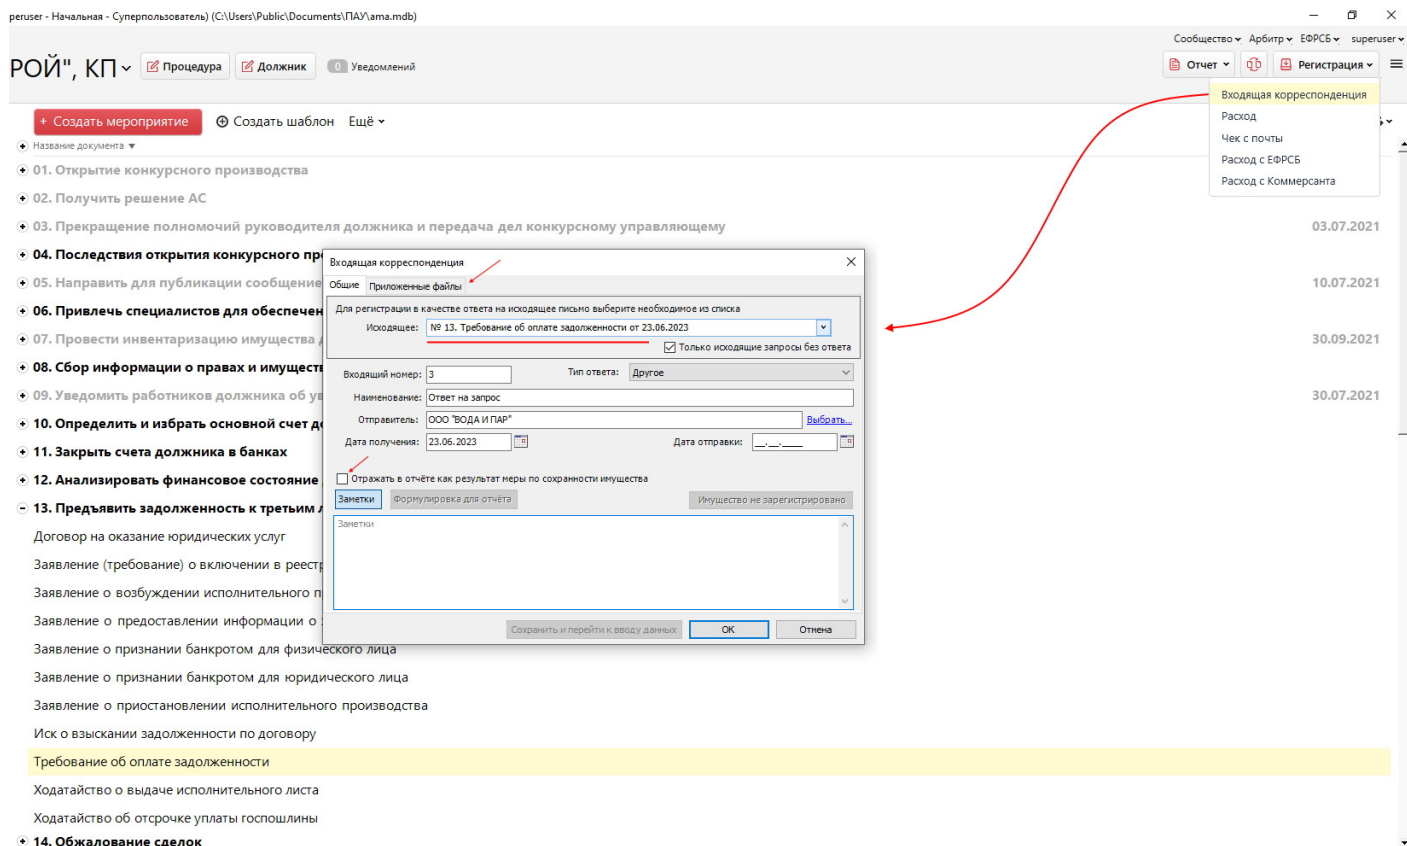 peruser - Начальная - Суперпользователь) (C:\Users\Public\Documents\ПАУ\ama.mdb)
Сообщество Арбитр ЕФРСБ superuser
РОЙ", КП Процедура Должник 0 Уведомлений Отчет Регистрация
Входящая корреспонденция
Расход
Чек с почты
Расход с ЕФРСБ
Расход с Коммерсанта
+ Создать мероприятие Создать шаблон Ещё
Название документа
01. Открытие конкурсного производства
02. Получить решение АС
03. Прекращение полномочий руководителя должника и передача дел конкурсному управляющему 03.07.2021
04. Последствия открытия конкурсного пр
05. Направить для публикации сообщение 10.07.2021
06. Привлечь специалистов для обеспечен
07. Провести инвентаризацию имущества 30.09.2021
08. Сбор информации о правах и имущест
09. Уведомить работников должника об у 30.07.2021
10. Определить и избрать основной счет д
11. Закрыть счета должника в банках
12. Анализировать финансовое состояние
13. Предъявить задолженность к третьим
Договор на оказание юридических услуг
Заявление (требование) о включении в реест
Заявление о возбуждении исполнительного п
Заявление о предоставлении информации о
Заявление о признании банкротом для физического лица
Заявление о признании банкротом для юридического лица
Заявление о приостановлении исполнительного производства
Иск о взыскании задолженности по договору
Требование об оплате задолженности
Ходатайство о выдаче исполнительного листа
Ходатайство об отсрочке уплаты госпошлины
14. Обжалование сделок
Входящая корреспонденция
Общие Приложенные файлы
Для регистрации в качестве ответа на исходящее письмо выберите необходимое из списка
Исходящее: № 13. Требование об оплате задолженности от 23.06.2023
Только исходящие запросы без ответа
Входящий номер: 3 Тип ответа: Другое
Наименование: Ответ на запрос
Отправитель: ООО "ВОДА И ПАР" Выбрать...
Дата получения: 23.06.2023 Дата отправки: __.__.____
Отражать в отчёте как результат меры по сохранности имущества
Заметки Формулировка для отчёта Имущество не зарегистрировано
Заметки
Сохранить и перейти к вводу данных OK Отмена